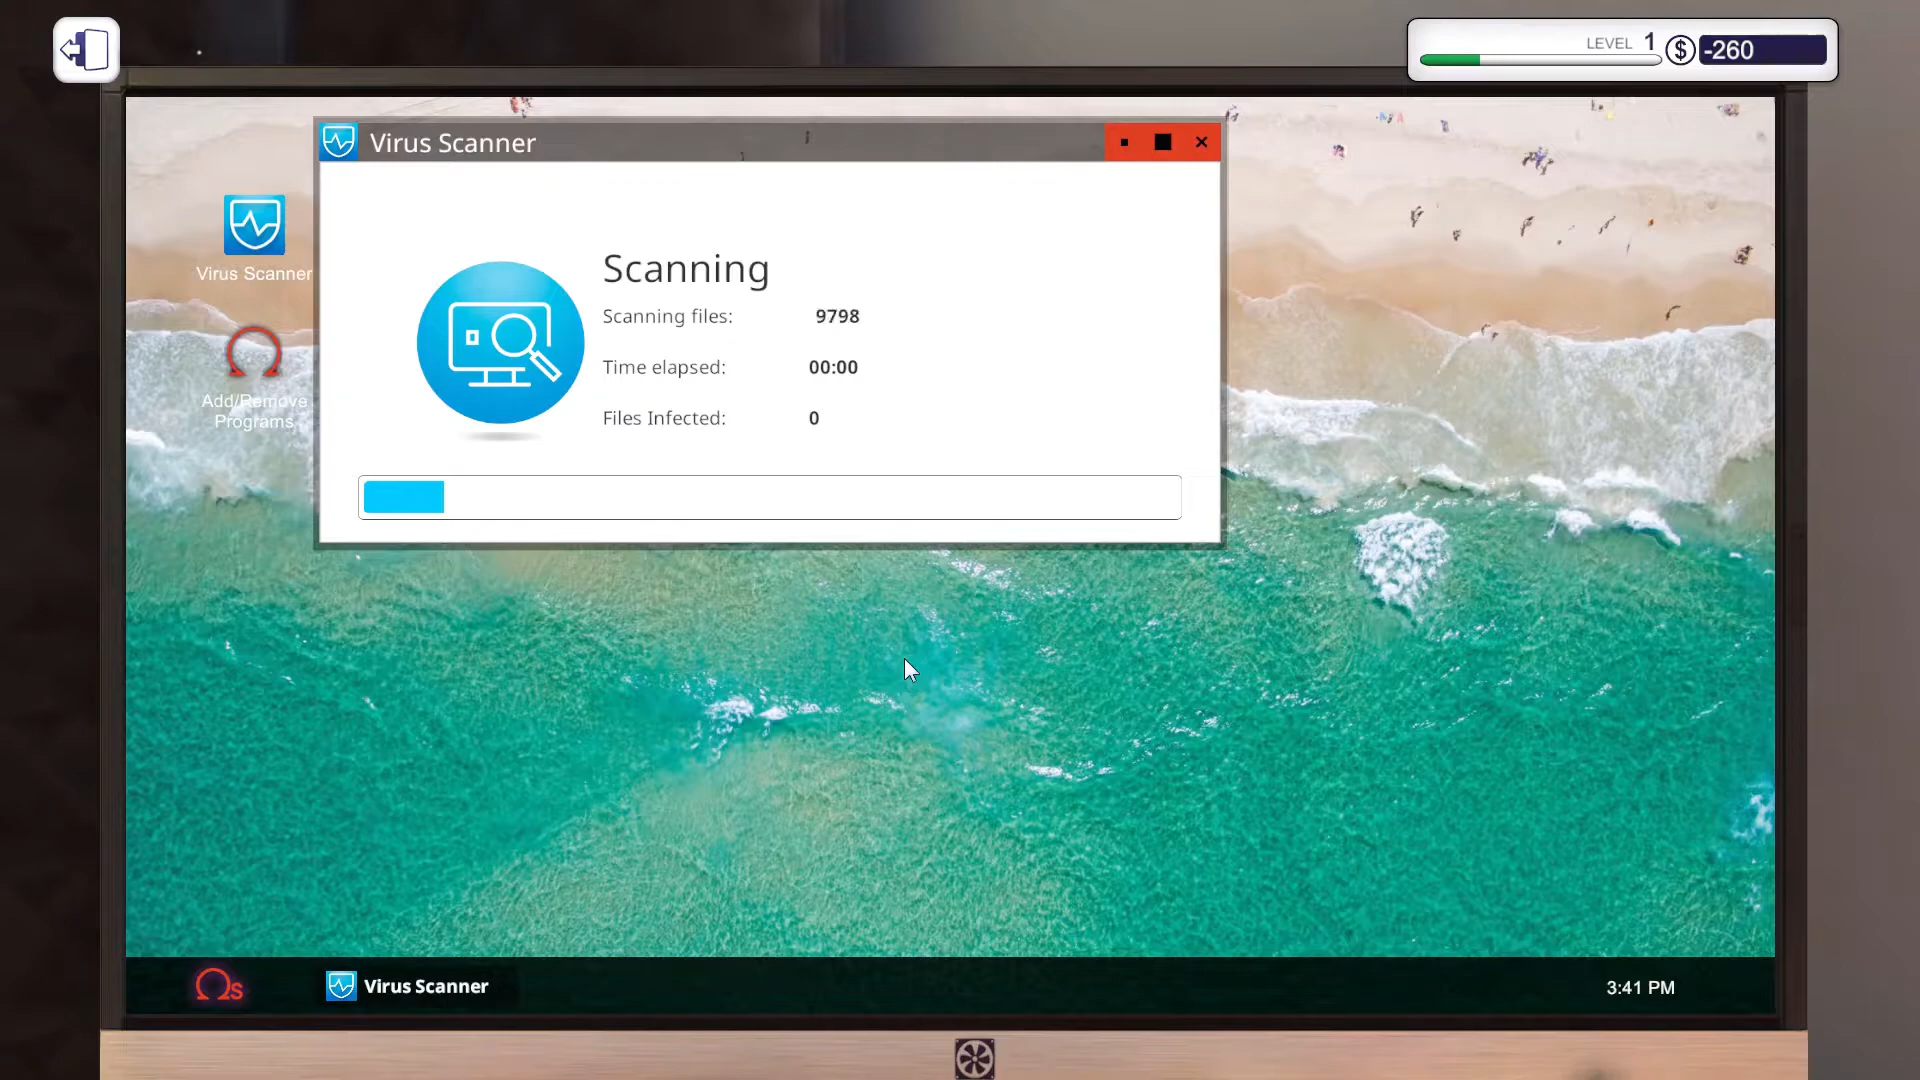 LEVEL 1
$ -260
Virus Scanner
Virus Scanner
Scanning
Scanning files: 9798
Time elapsed: 00:00
Files Infected: 0
Add/Remove
Programs
Ωs
Virus Scanner
3:41 PM